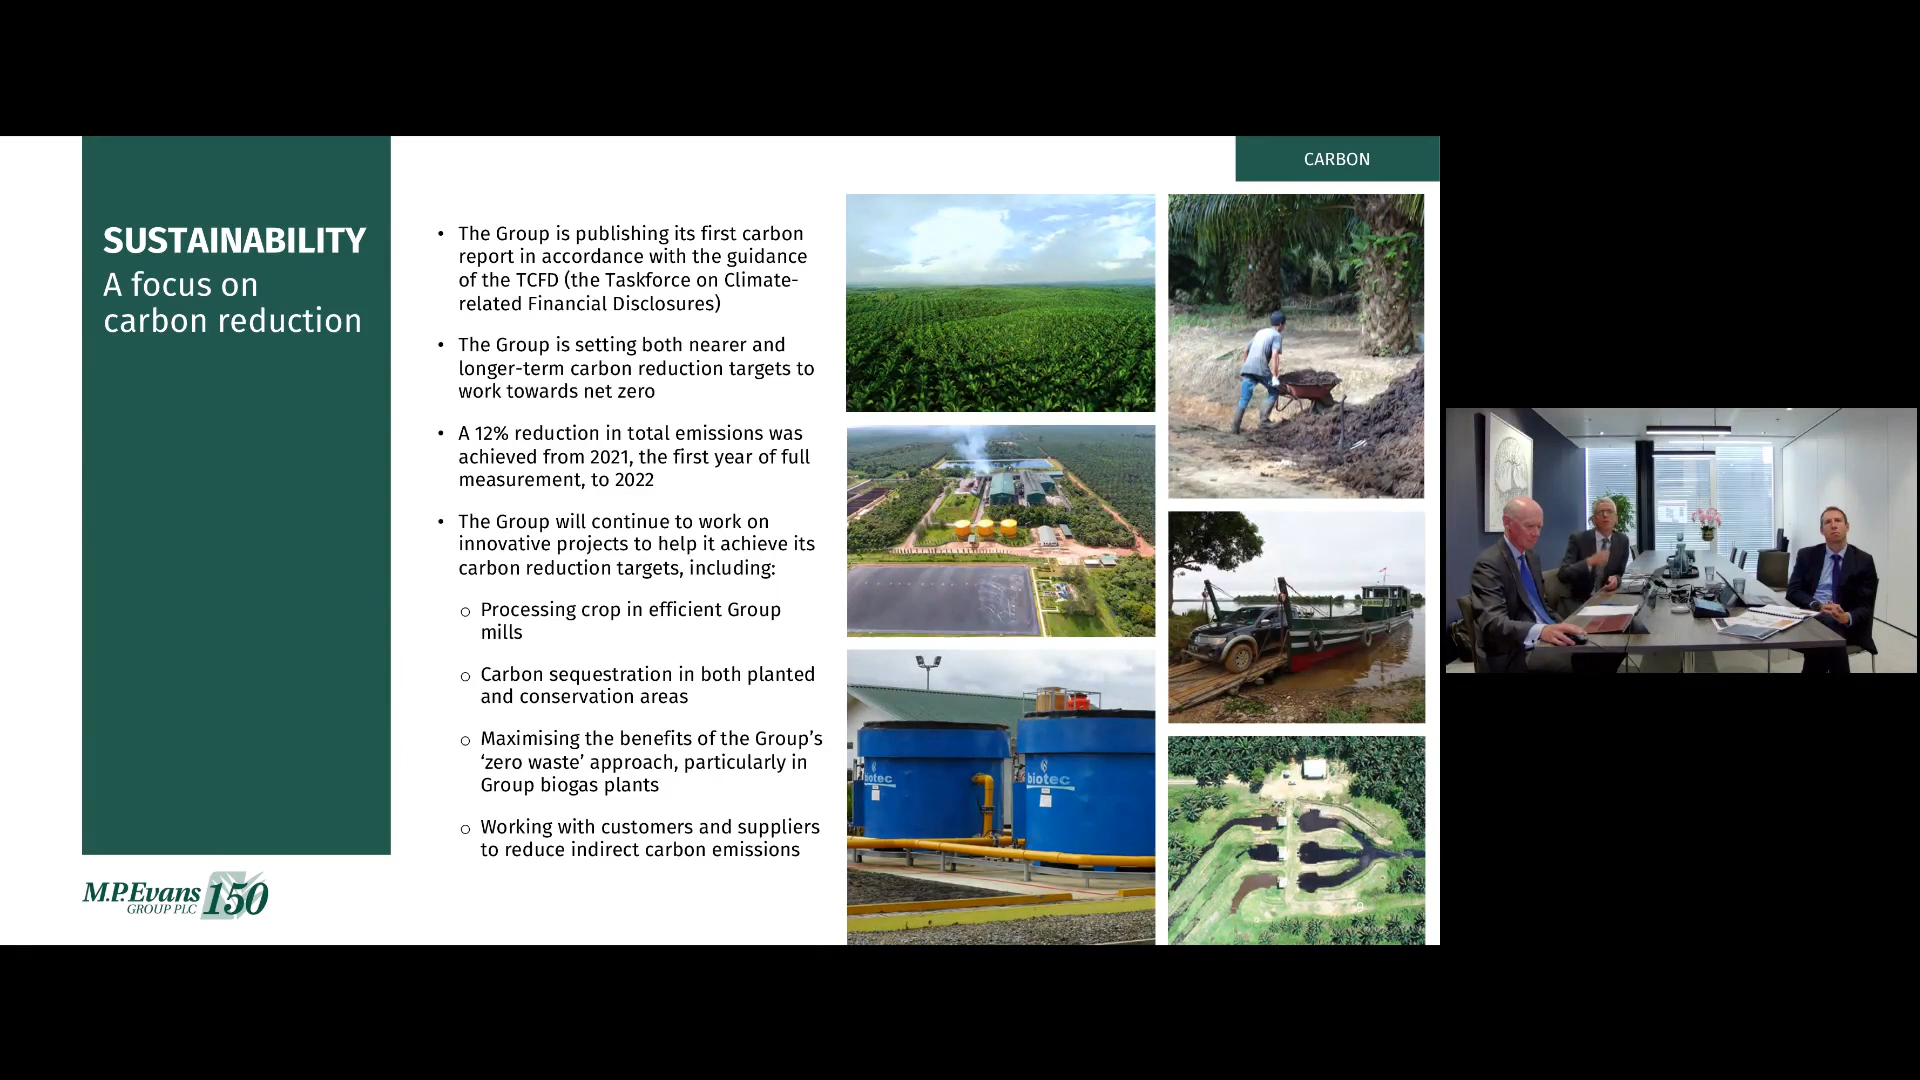 CARBON
SUSTAINABILITY
A focus on
carbon reduction
• The Group is publishing its first carbon
report in accordance with the guidance
of the TCFD (the Taskforce on Climate-
related Financial Disclosures)
• The Group is setting both nearer and
longer-term carbon reduction targets to
work towards net zero
• A 12% reduction in total emissions was
achieved from 2021, the first year of full
measurement, to 2022
• The Group will continue to work on
innovative projects to help it achieve its
carbon reduction targets, including:
o Processing crop in efficient Group
mills
o Carbon sequestration in both planted
and conservation areas
o Maximising the benefits of the Group’s
‘zero waste’ approach, particularly in
Group biogas plants
o Working with customers and suppliers
to reduce indirect carbon emissions
biotec
biotec
M.P.Evans
GROUP PLC
150
9